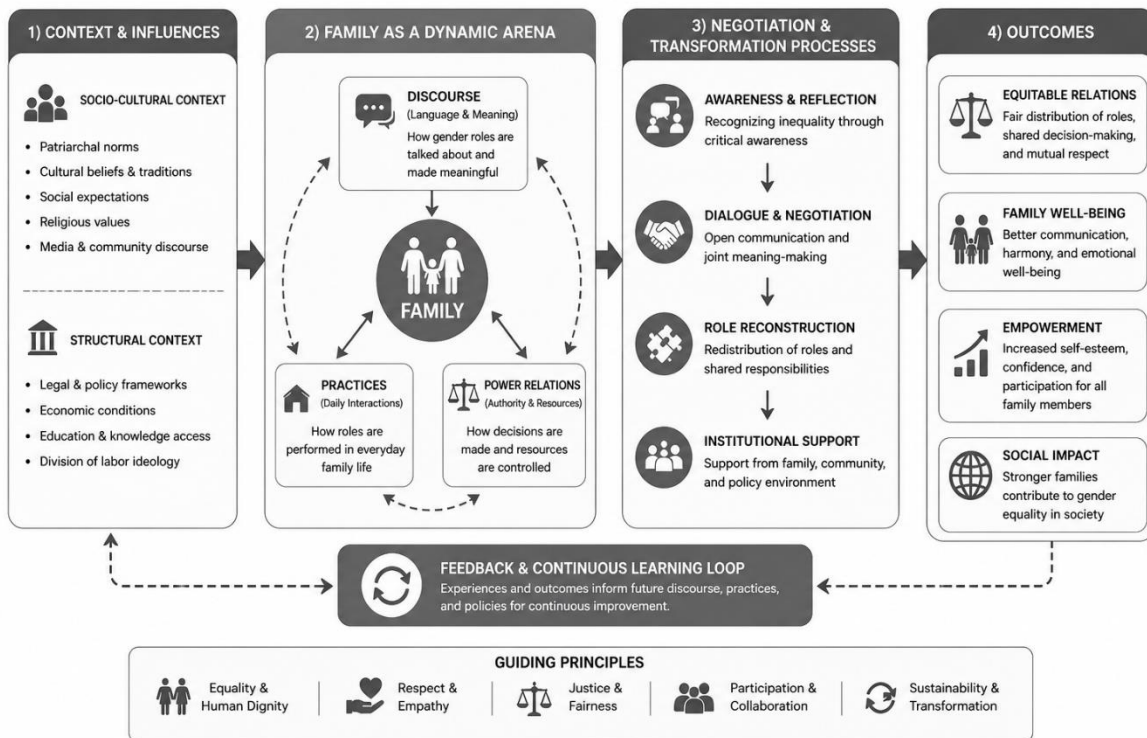 1) CONTEXT & INFLUENCES
SOCIO-CULTURAL CONTEXT
• Patriarchal norms
• Cultural beliefs & traditions
• Social expectations
• Religious values
• Media & community discourse
STRUCTURAL CONTEXT
• Legal & policy frameworks
• Economic conditions
• Education & knowledge access
• Division of labor ideology
2) FAMILY AS A DYNAMIC ARENA
DISCOURSE
(Language & Meaning)
How gender roles are
talked about and
made meaningful
FAMILY
PRACTICES
(Daily Interactions)
How roles are
performed in everyday
family life
POWER RELATIONS
(Authority & Resources)
How decisions are
made and resources
are controlled
3) NEGOTIATION &
TRANSFORMATION PROCESSES
AWARENESS & REFLECTION
Recognizing inequality through
critical awareness
DIALOGUE & NEGOTIATION
Open communication and
joint meaning-making
ROLE RECONSTRUCTION
Redistribution of roles and
shared responsibilities
INSTITUTIONAL SUPPORT
Support from family, community,
and policy environment
4) OUTCOMES
EQUITABLE RELATIONS
Fair distribution of roles,
shared decision-making,
and mutual respect
FAMILY WELL-BEING
Better communication,
harmony, and emotional
well-being
EMPOWERMENT
Increased self-esteem,
confidence, and
participation for all
family members
SOCIAL IMPACT
Stronger families
contribute to gender
equality in society
FEEDBACK & CONTINUOUS LEARNING LOOP
Experiences and outcomes inform future discourse, practices,
and policies for continuous improvement.
GUIDING PRINCIPLES
Equality &
Human Dignity
Respect &
Empathy
Justice &
Fairness
Participation &
Collaboration
Sustainability &
Transformation